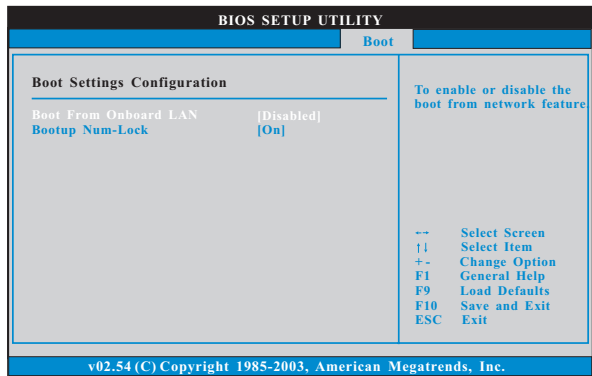 BIOS SETUP UTILITY
Boot
Boot Settings Configuration
Boot From Onboard LAN [Disabled]
Bootup Num-Lock [On]
To enable or disable the
boot from network feature.
←→ Select Screen
↑↓ Select Item
+ - Change Option
F1 General Help
F9 Load Defaults
F10 Save and Exit
ESC Exit
v02.54 (C) Copyright 1985-2003, American Megatrends, Inc.